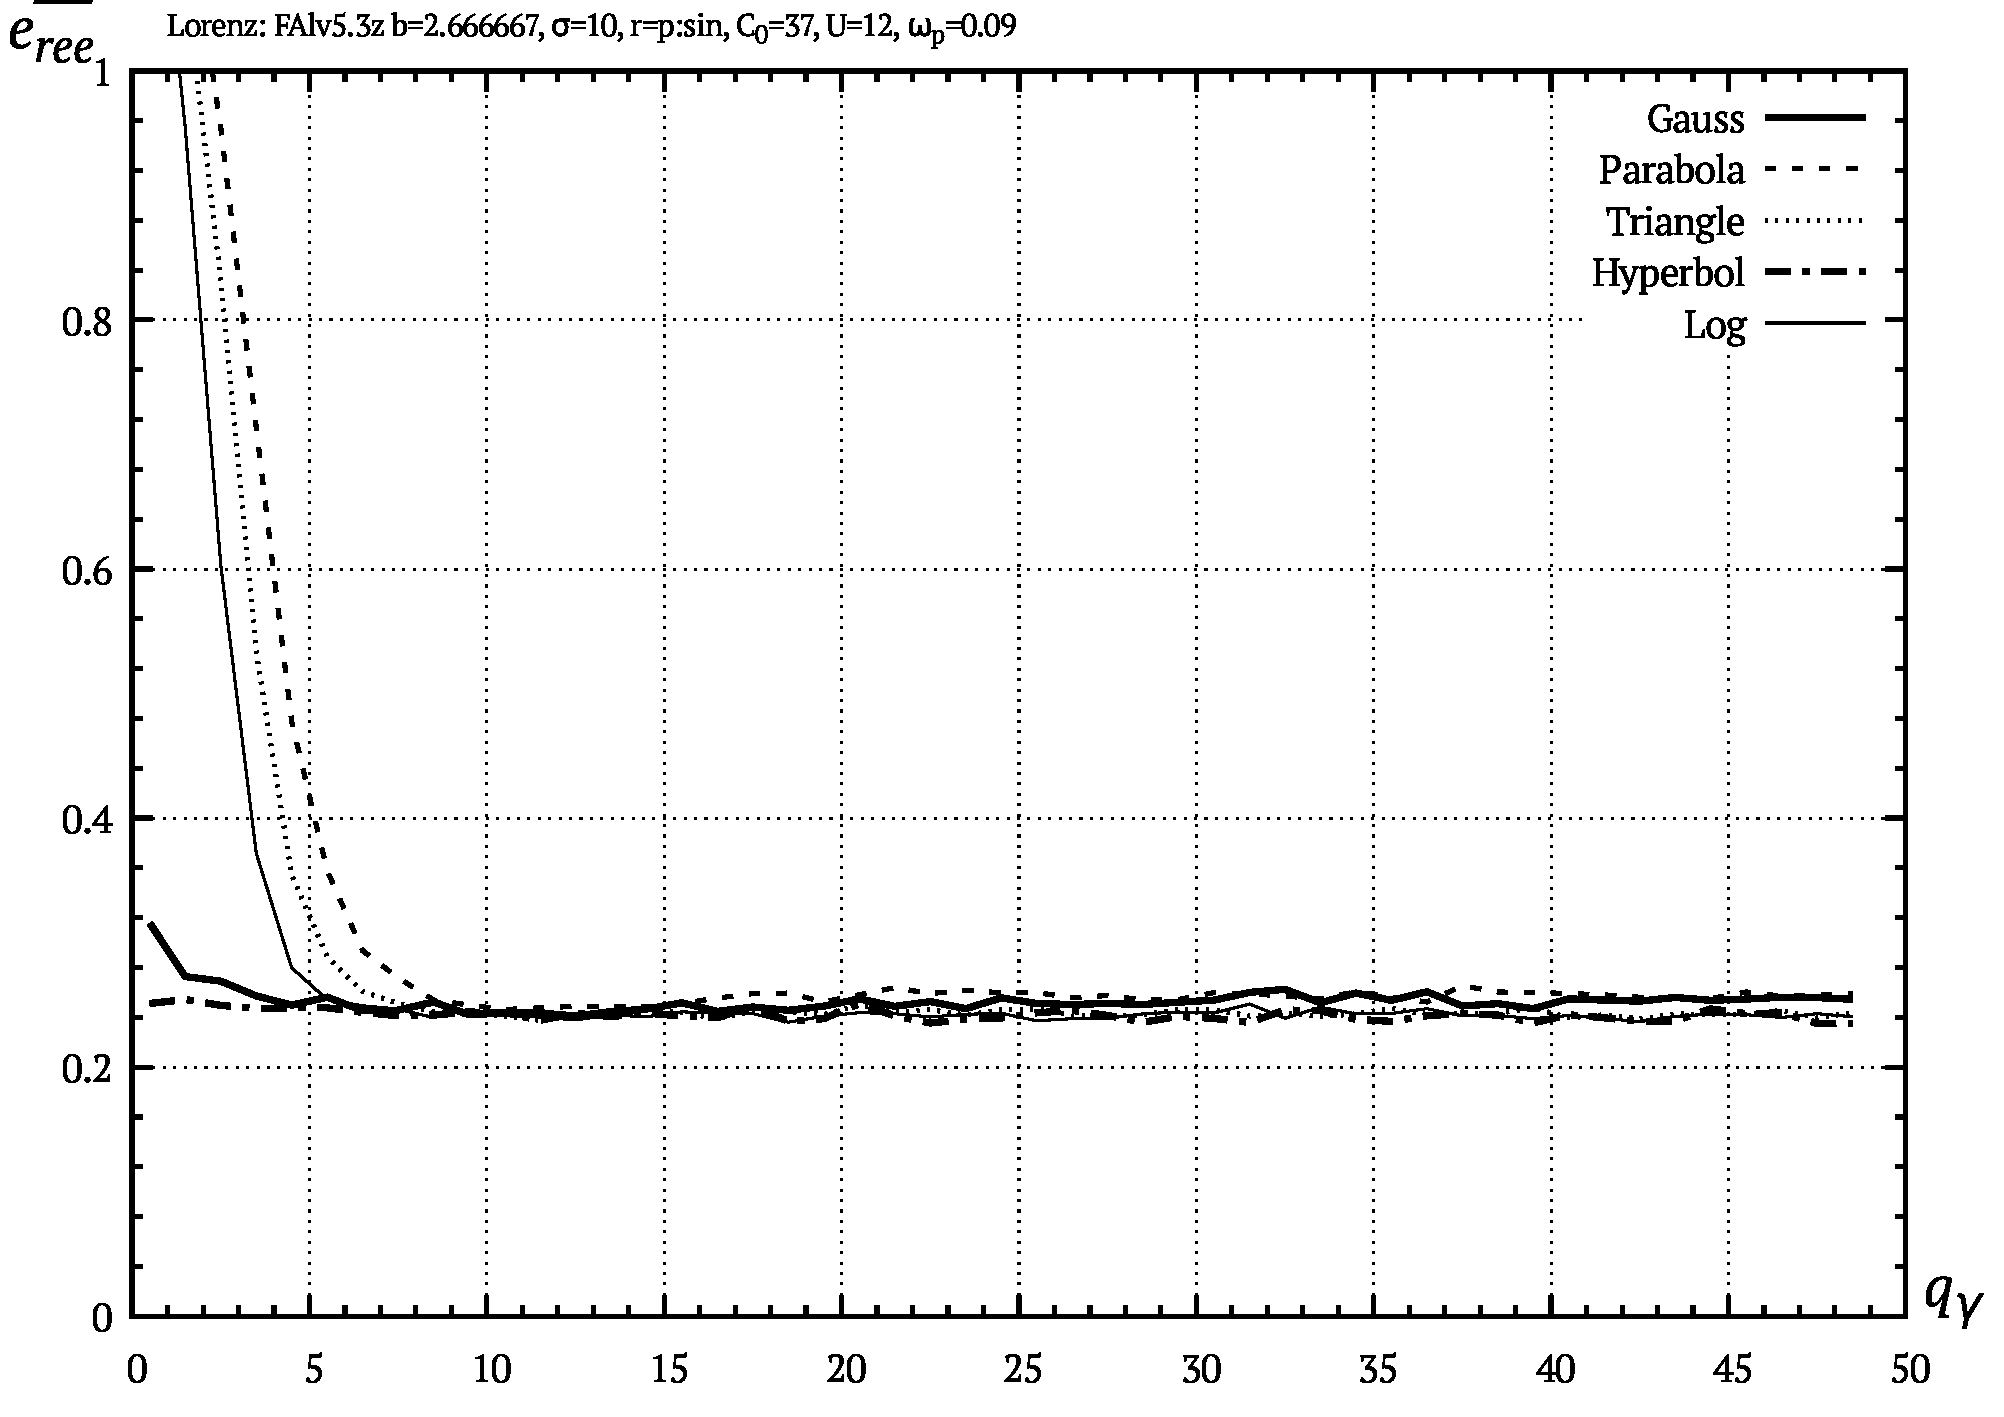 Lorenz: FAlv5.3z b=2.666667, σ=10, r=p:sin, C₀=37, U=12, ωₚ=0.09
e_ree
1
0.8
0.6
0.4
0.2
0
Gauss
Parabola
Triangle
Hyperbol
Log
q_γ
0 5 10 15 20 25 30 35 40 45 50